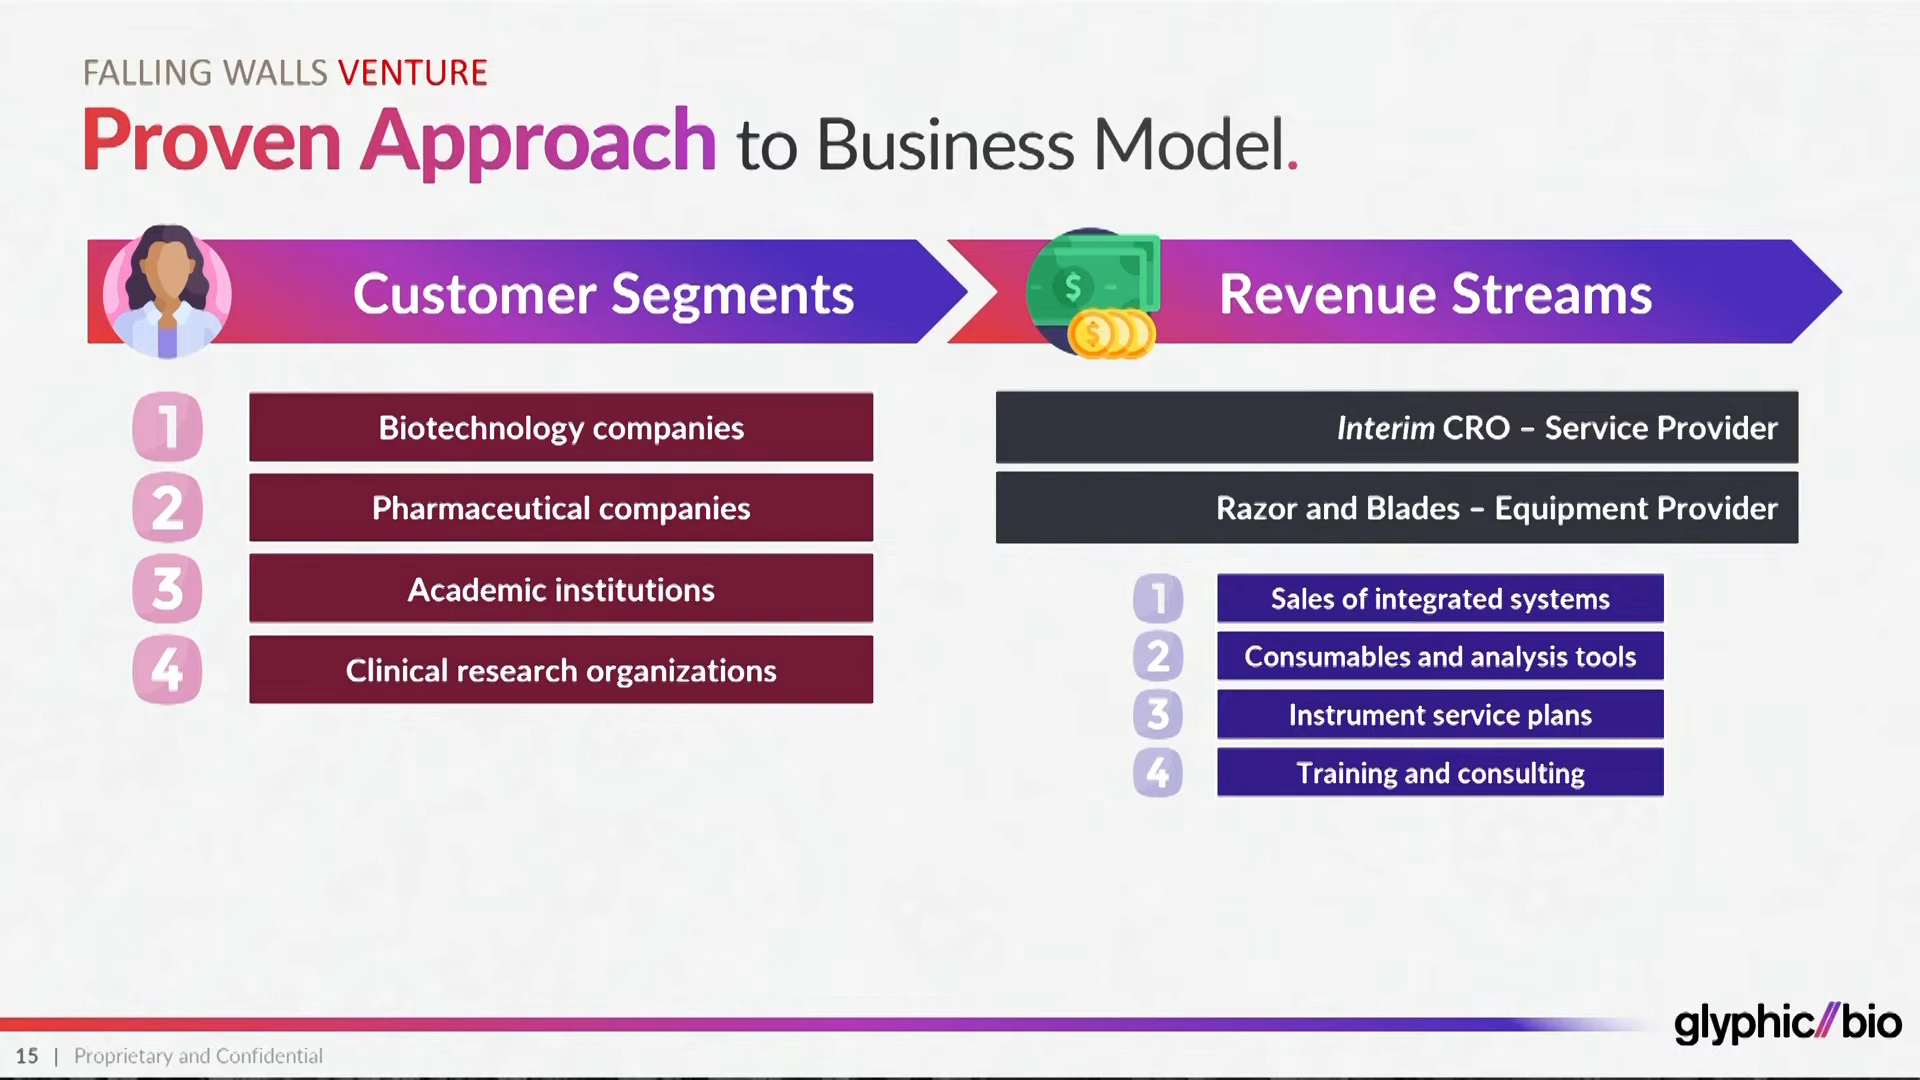 FALLING WALLS VENTURE
Proven Approach to Business Model.
Customer Segments
1 Biotechnology companies
2 Pharmaceutical companies
3 Academic institutions
4 Clinical research organizations
Revenue Streams
Interim CRO – Service Provider
Razor and Blades – Equipment Provider
1 Sales of integrated systems
2 Consumables and analysis tools
3 Instrument service plans
4 Training and consulting
glyphic//bio
15 | Proprietary and Confidential